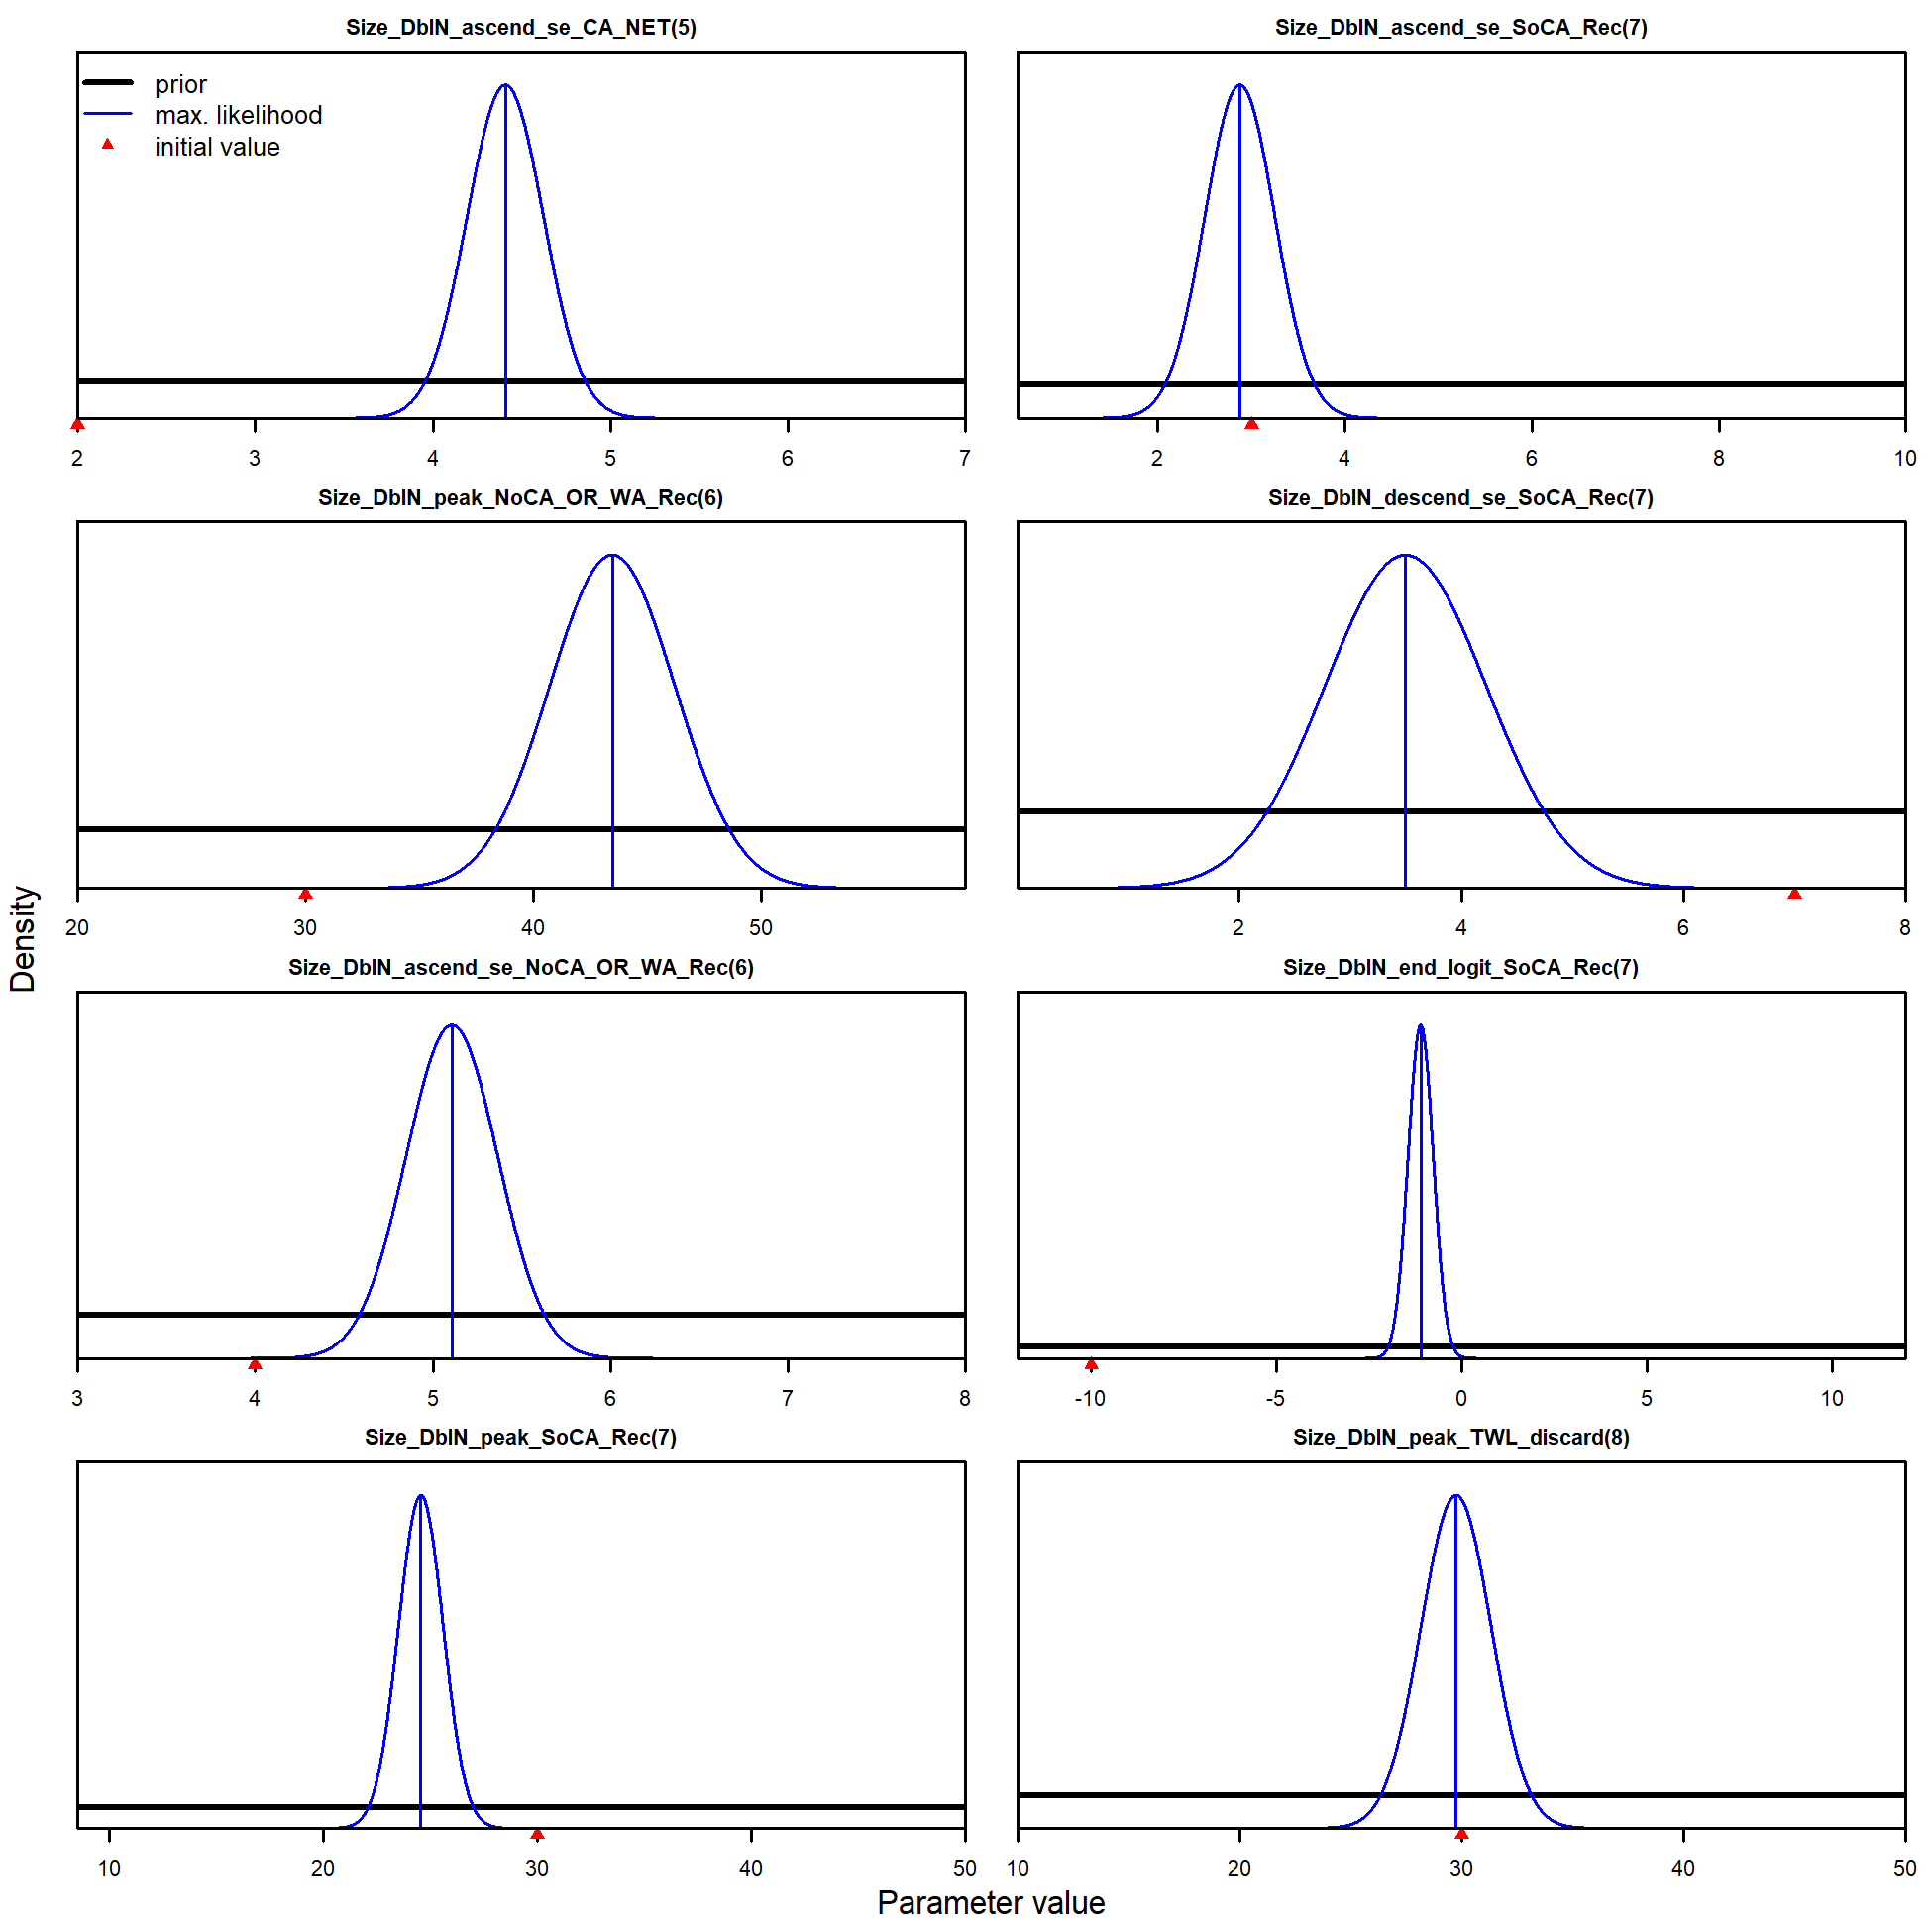 Size_DblN_ascend_se_CA_NET(5)
prior
max. likelihood
initial value
2 3 4 5 6 7
Size_DblN_ascend_se_SoCA_Rec(7)
2 4 6 8 10
Size_DblN_peak_NoCA_OR_WA_Rec(6)
20 30 40 50
Size_DblN_descend_se_SoCA_Rec(7)
2 4 6 8
Size_DblN_ascend_se_NoCA_OR_WA_Rec(6)
3 4 5 6 7 8
Size_DblN_end_logit_SoCA_Rec(7)
-10 -5 0 5 10
Size_DblN_peak_SoCA_Rec(7)
10 20 30 40 50
Size_DblN_peak_TWL_discard(8)
10 20 30 40 50
Density
Parameter value